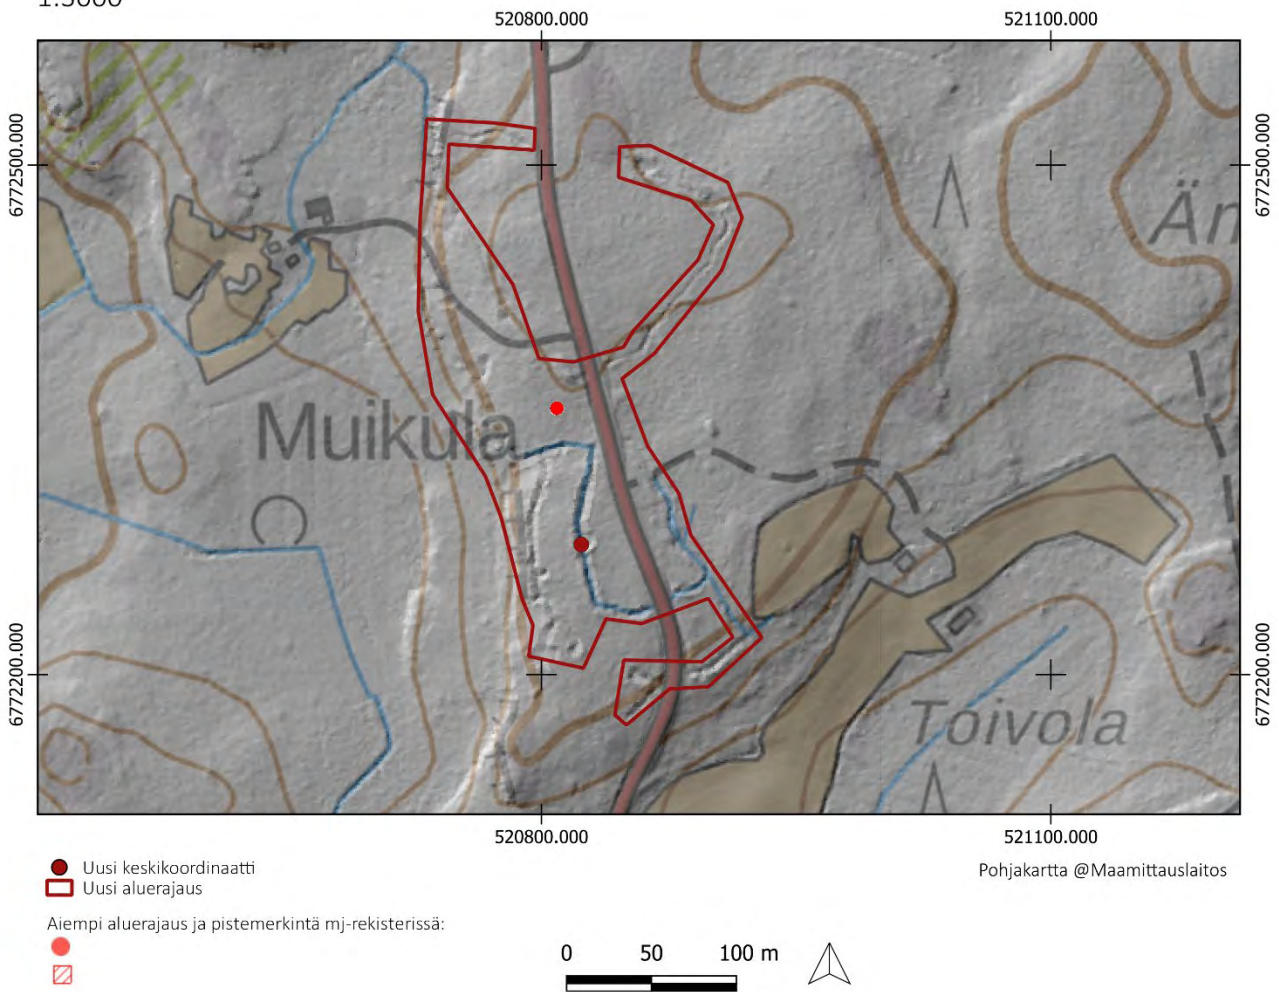 520800.000 521100.000
6772500.000 6772500.000
Muikula
6772200.000 6772200.000
Toivola
520800.000 521100.000
Uusi keskikoordinaatti
Uusi aluerajaus
Pohjakartta @Maamittauslaitos
Aiempi aluerajaus ja pistemerkintä mj-rekisterissä:
0 50 100 m